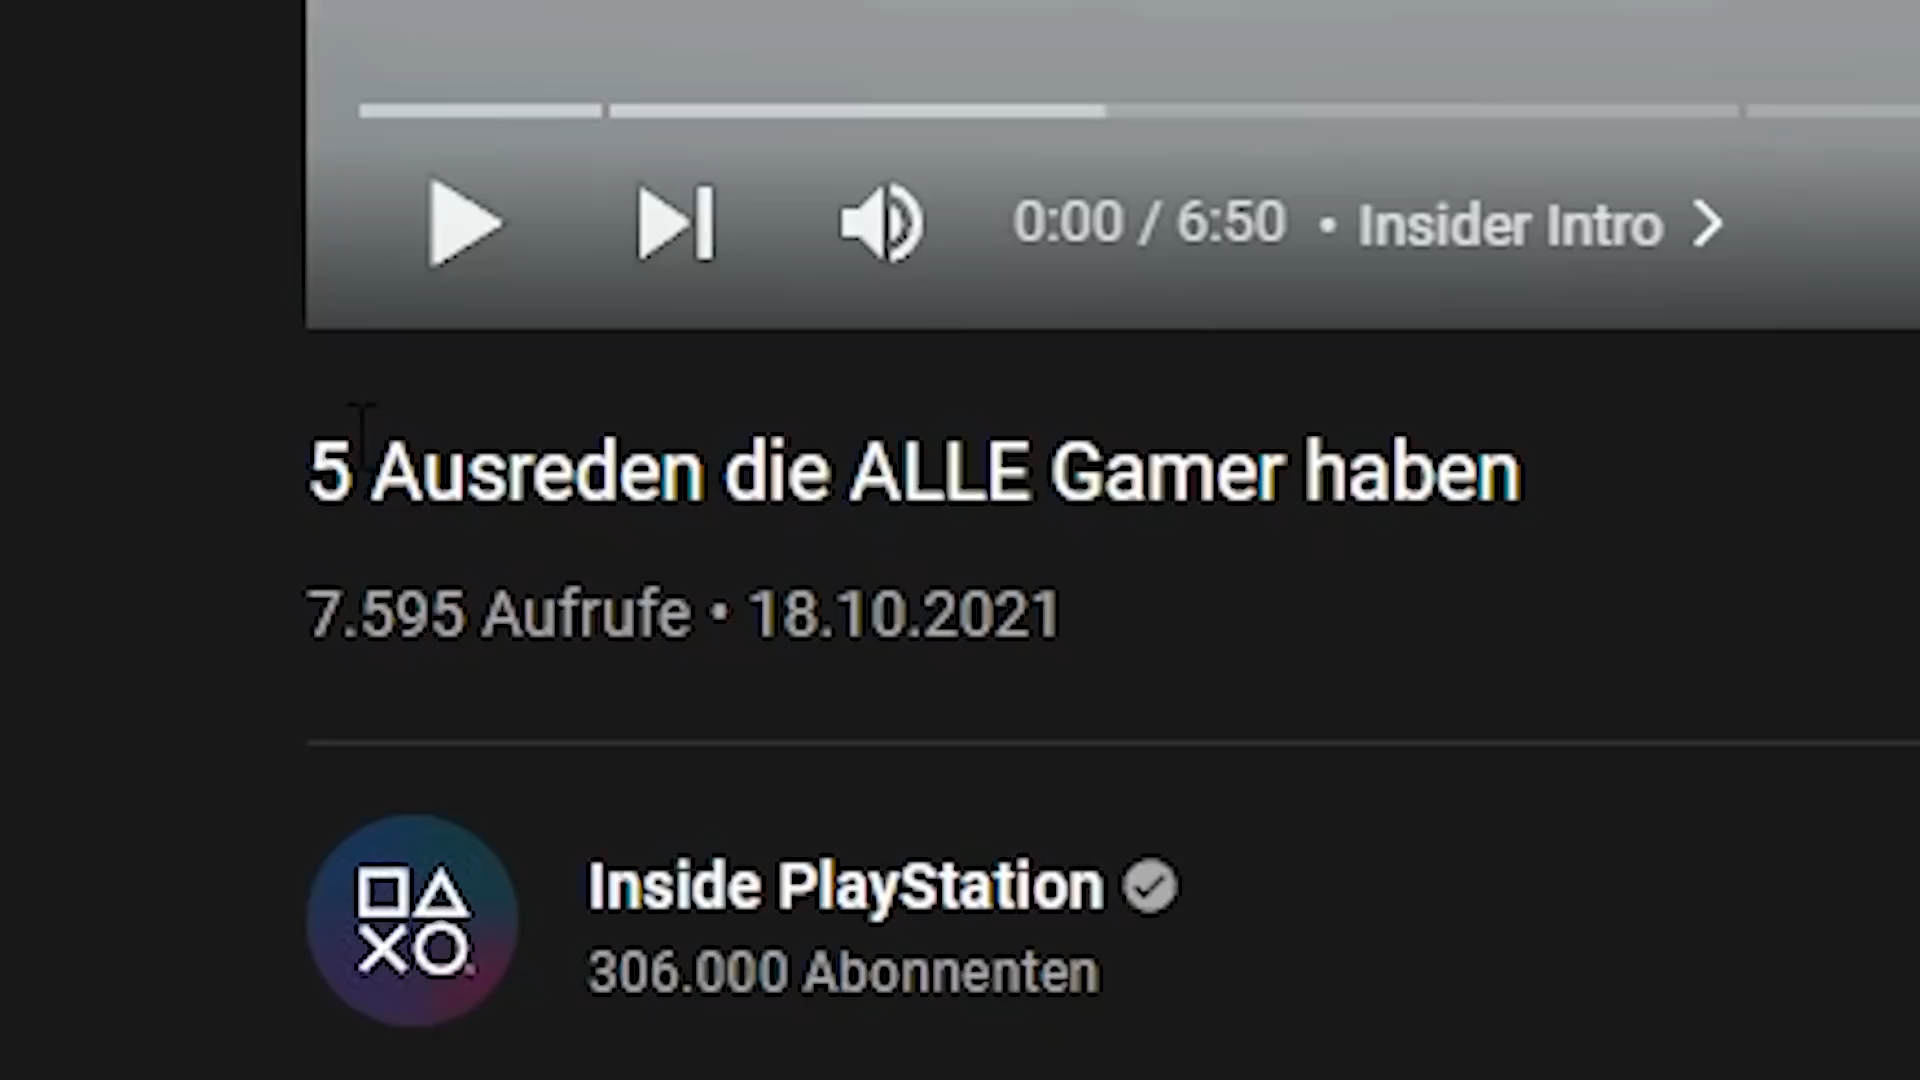 0:00 / 6:50 • Insider Intro
5 Ausreden die ALLE Gamer haben
7.595 Aufrufe • 18.10.2021
Inside PlayStation
306.000 Abonnenten